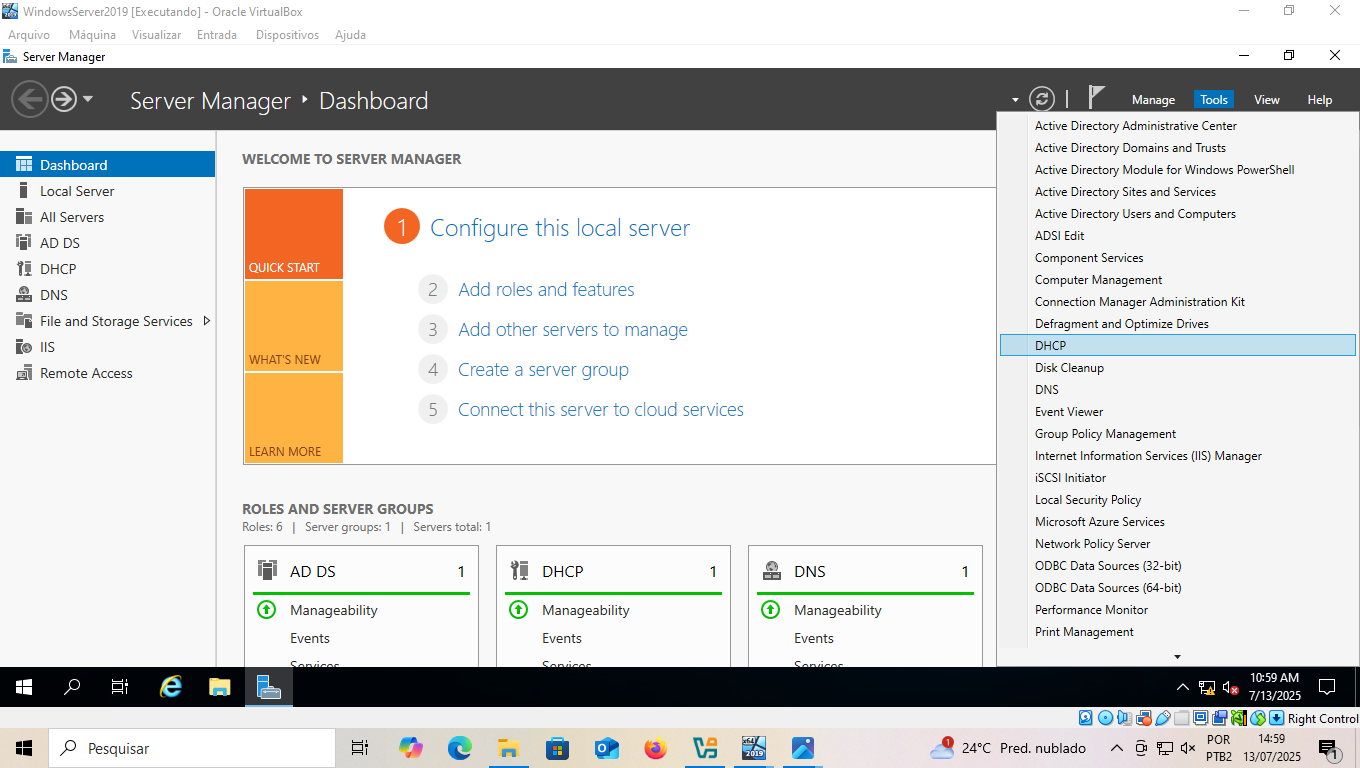 WindowsServer2019 [Executando] - Oracle VirtualBox
Arquivo Máquina Visualizar Entrada Dispositivos Ajuda
Server Manager
Server Manager Dashboard
Manage Tools View Help
Dashboard
Local Server
All Servers
AD DS
DHCP
DNS
File and Storage Services
IIS
Remote Access
WELCOME TO SERVER MANAGER
QUICK START
WHAT'S NEW
LEARN MORE
1 Configure this local server
2 Add roles and features
3 Add other servers to manage
4 Create a server group
5 Connect this server to cloud services
ROLES AND SERVER GROUPS
Roles: 6 | Server groups: 1 | Servers total: 1
AD DS 1
Manageability
Events
Services
DHCP 1
Manageability
Events
Services
DNS 1
Manageability
Events
Services
Active Directory Administrative Center
Active Directory Domains and Trusts
Active Directory Module for Windows PowerShell
Active Directory Sites and Services
Active Directory Users and Computers
ADSI Edit
Component Services
Computer Management
Connection Manager Administration Kit
Defragment and Optimize Drives
DHCP
Disk Cleanup
DNS
Event Viewer
Group Policy Management
Internet Information Services (IIS) Manager
iSCSI Initiator
Local Security Policy
Microsoft Azure Services
Network Policy Server
ODBC Data Sources (32-bit)
ODBC Data Sources (64-bit)
Performance Monitor
Print Management
10:59 AM
7/13/2025
Right Control
Pesquisar
x64
2019
1
24°C Pred. nublado
POR
PTB2
14:59
13/07/2025
1